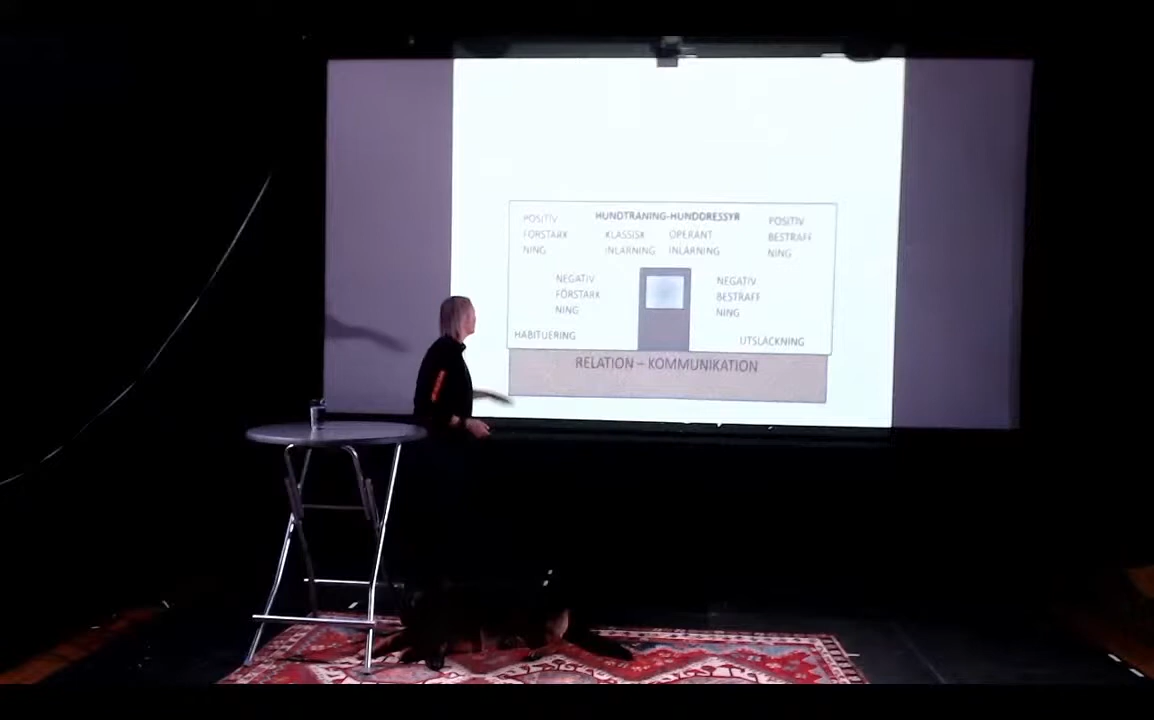 HUNDTRÄNING-HUNDDRESSYR
POSITIV
FÖRSTÄRK
NING
KLASSISK
INLÄRNING
OPERANT
INLÄRNING
POSITIV
BESTRAFF
NING
NEGATIV
FÖRSTÄRK
NING
NEGATIV
BESTRAFF
NING
HABITUERING
UTSLÄCKNING
RELATION – KOMMUNIKATION